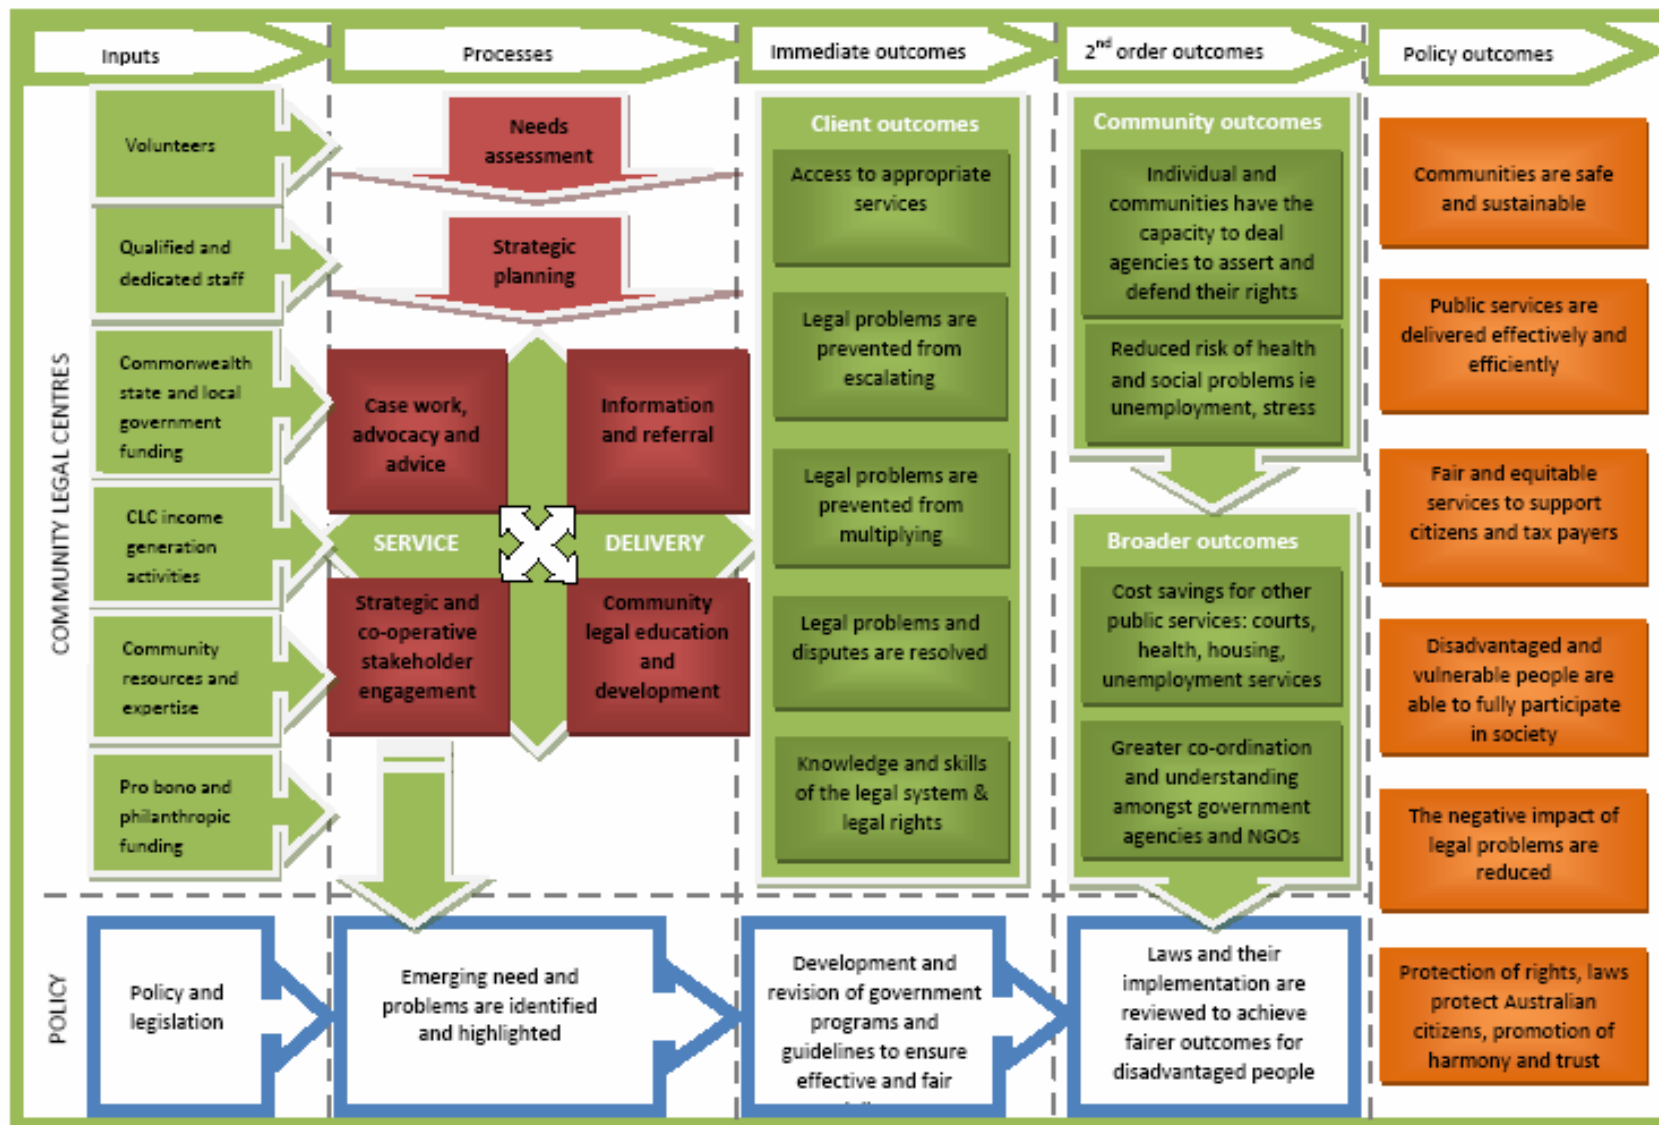 Inputs
Processes
Immediate outcomes
2nd order outcomes
Policy outcomes
COMMUNITY LEGAL CENTRES
Volunteers
Qualified and
dedicated staff
Commonwealth
state and local
government
funding
CLC income
generation
activities
Community
resources and
expertise
Pro bono and
philanthropic
funding
Needs
assessment
Strategic
planning
Case work,
advocacy and
advice
Information
and referral
SERVICE
DELIVERY
Strategic and
co-operative
stakeholder
engagement
Community
legal education
and
development
Client outcomes
Access to appropriate
services
Legal problems are
prevented from
escalating
Legal problems are
prevented from
multiplying
Legal problems and
disputes are resolved
Knowledge and skills
of the legal system &
legal rights
Community outcomes
Individual and
communities have the
capacity to deal
agencies to assert and
defend their rights
Reduced risk of health
and social problems ie
unemployment, stress
Broader outcomes
Cost savings for other
public services: courts,
health, housing,
unemployment services
Greater co-ordination
and understanding
amongst government
agencies and NGOs
Communities are safe
and sustainable
Public services are
delivered effectively and
efficiently
Fair and equitable
services to support
citizens and tax payers
Disadvantaged and
vulnerable people are
able to fully participate
in society
The negative impact of
legal problems are
reduced
Protection of rights, laws
protect Australian
citizens, promotion of
harmony and trust
POLICY
Policy and
legislation
Emerging need and
problems are identified
and highlighted
Development and
revision of government
programs and
guidelines to ensure
effective and fair
Laws and their
implementation are
reviewed to achieve
fairer outcomes for
disadvantaged people